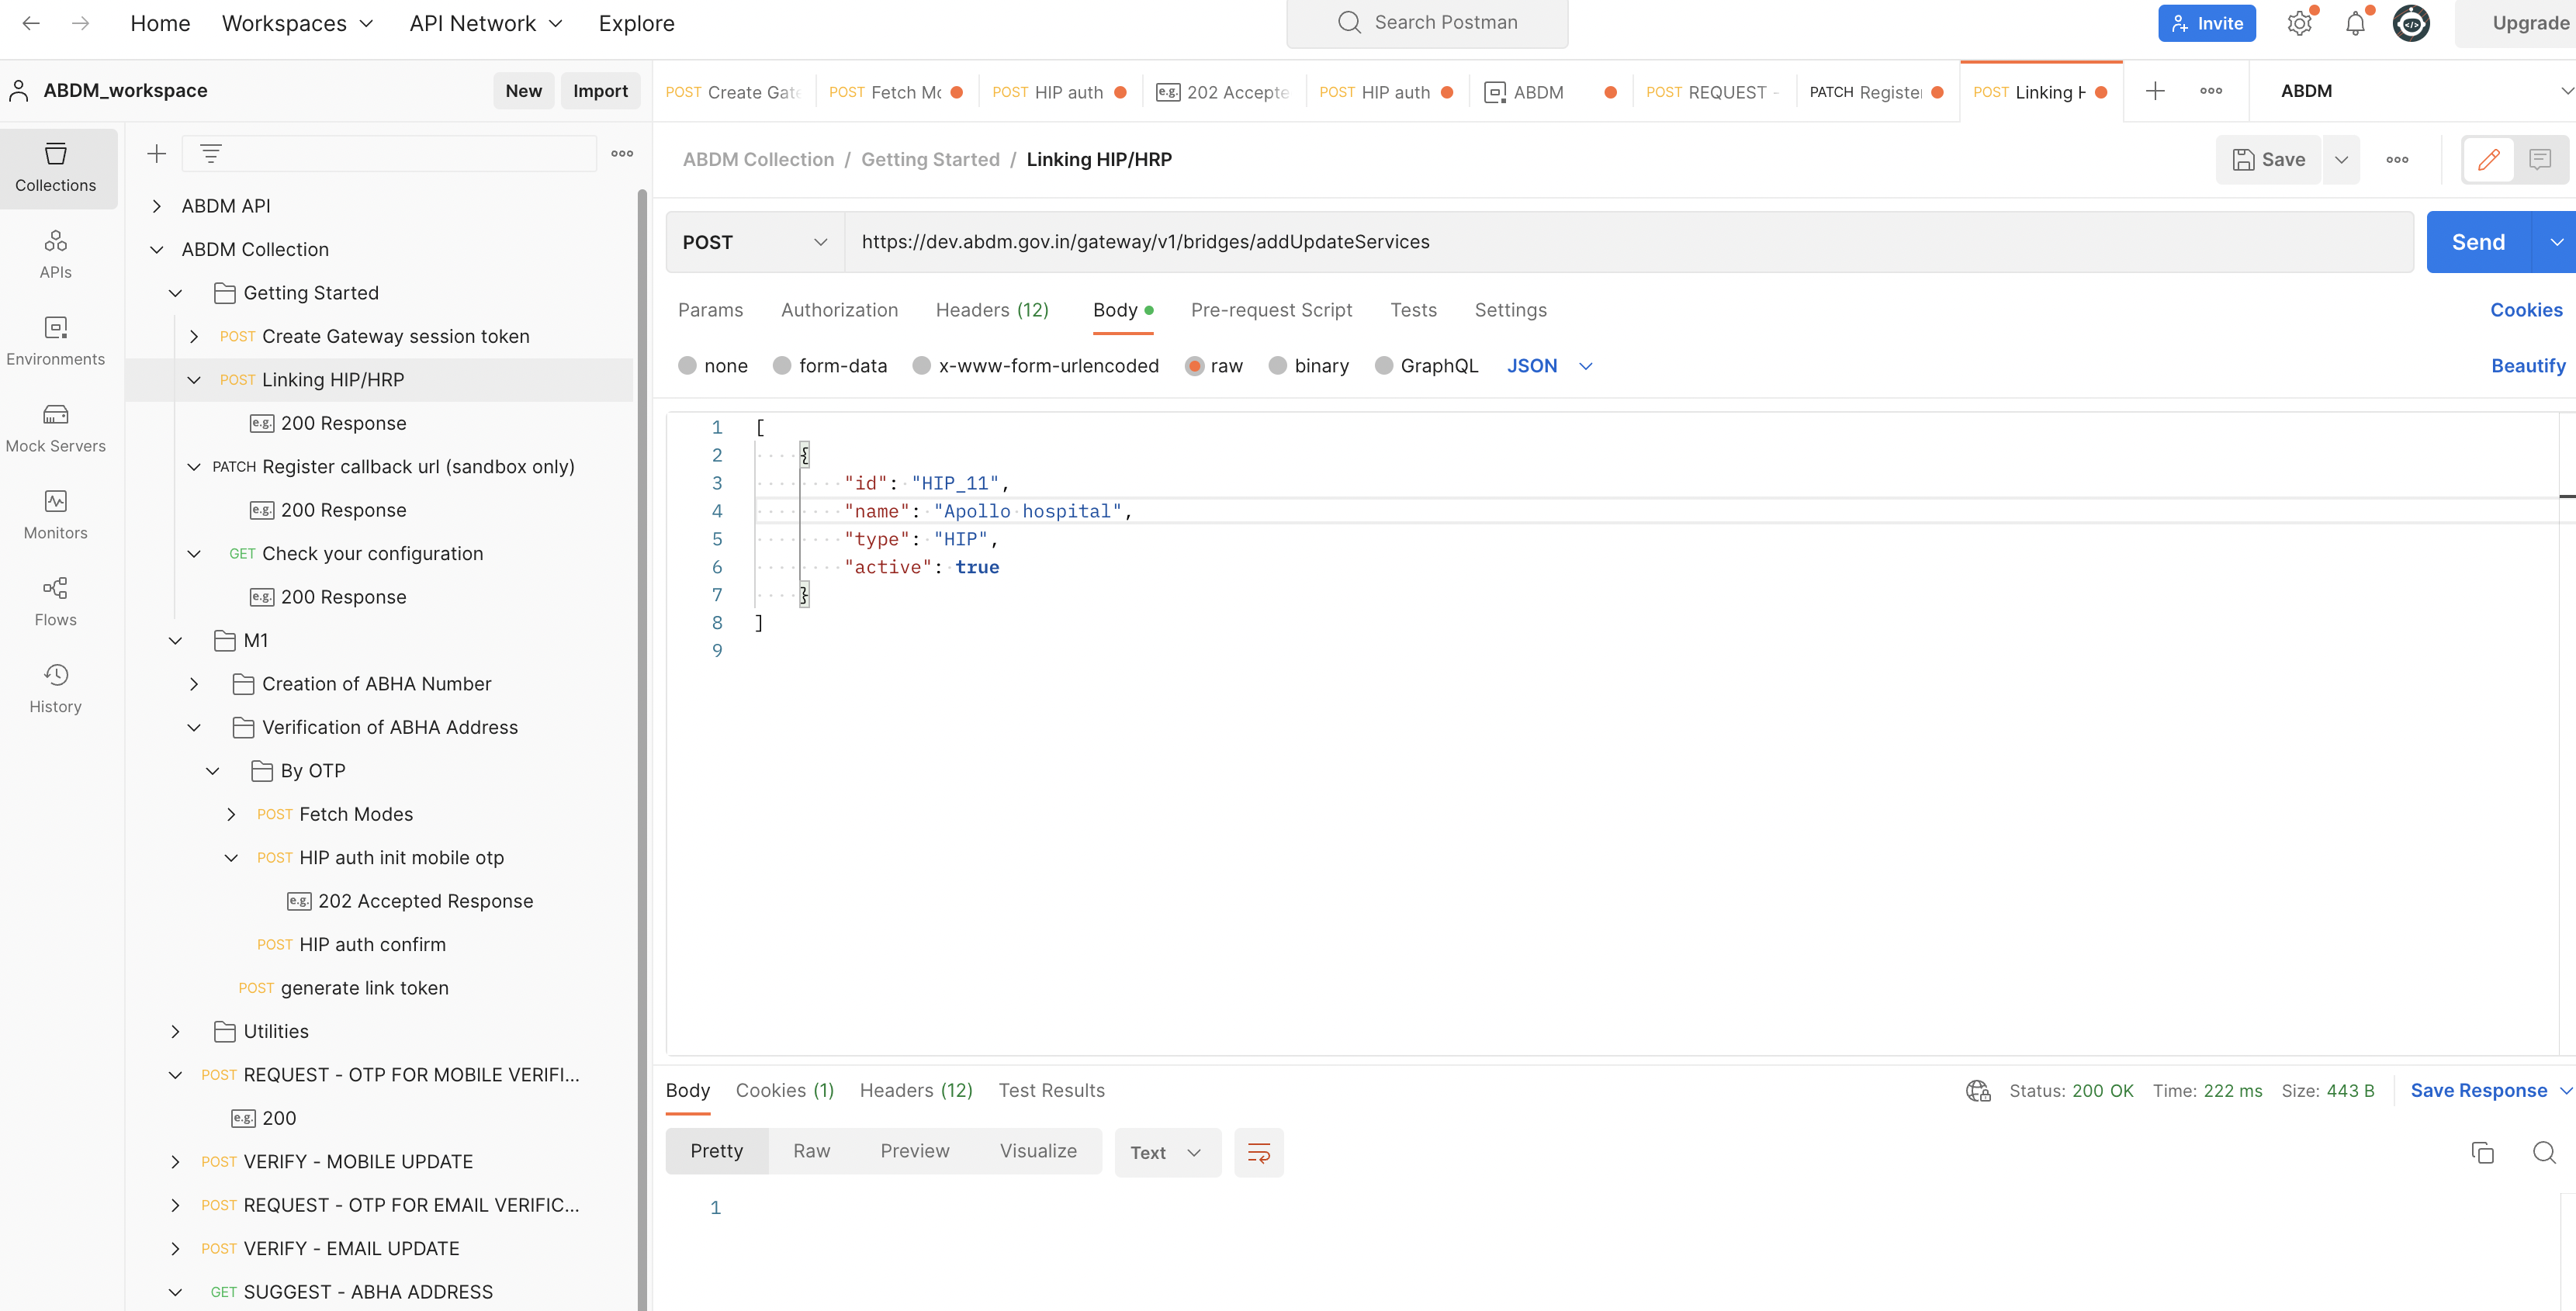 Home Workspaces API Network Explore Search Postman Invite Upgrade
ABDM_workspace New Import
POST Create Gate POST Fetch Mo POST HIP auth e.g. 202 Accepte POST HIP auth ABDM POST REQUEST - PATCH Register POST Linking H ABDM
Collections
APIs
Environments
Mock Servers
Monitors
Flows
History
ABDM API
ABDM Collection
Getting Started
POST Create Gateway session token
POST Linking HIP/HRP
e.g. 200 Response
PATCH Register callback url (sandbox only)
e.g. 200 Response
GET Check your configuration
e.g. 200 Response
M1
Creation of ABHA Number
Verification of ABHA Address
By OTP
POST Fetch Modes
POST HIP auth init mobile otp
e.g. 202 Accepted Response
POST HIP auth confirm
POST generate link token
Utilities
POST REQUEST - OTP FOR MOBILE VERIFI...
e.g. 200
POST VERIFY - MOBILE UPDATE
POST REQUEST - OTP FOR EMAIL VERIFIC...
POST VERIFY - EMAIL UPDATE
GET SUGGEST - ABHA ADDRESS
ABDM Collection / Getting Started / Linking HIP/HRP Save
POST https://dev.abdm.gov.in/gateway/v1/bridges/addUpdateServices Send
Params Authorization Headers (12) Body Pre-request Script Tests Settings Cookies
none form-data x-www-form-urlencoded raw binary GraphQL JSON Beautify
1 [
2 {
3 "id": "HIP_11",
4 "name": "Apollo hospital",
5 "type": "HIP",
6 "active": true
7 }
8 ]
9
Body Cookies (1) Headers (12) Test Results Status: 200 OK Time: 222 ms Size: 443 B Save Response
Pretty Raw Preview Visualize Text
1